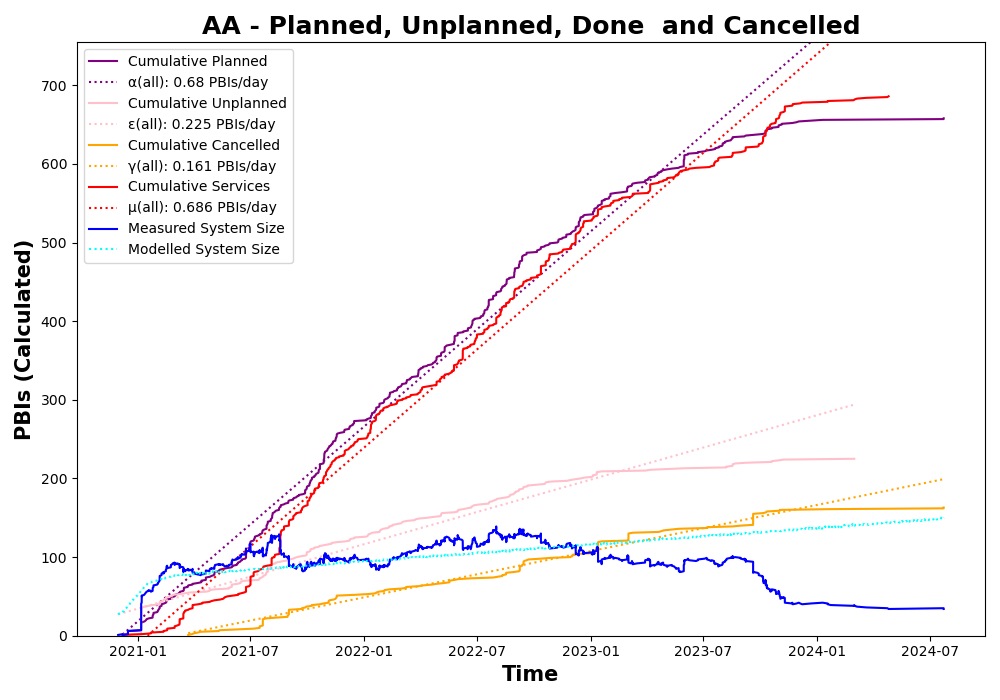 AA - Planned, Unplanned, Done  and Cancelled
Cumulative Planned
α(all): 0.68 PBIs/day
Cumulative Unplanned
ε(all): 0.225 PBIs/day
Cumulative Cancelled
γ(all): 0.161 PBIs/day
Cumulative Services
μ(all): 0.686 PBIs/day
Measured System Size
Modelled System Size
PBIs (Calculated)
700
600
500
400
300
200
100
0
2021-01 2021-07 2022-01 2022-07 2023-01 2023-07 2024-01 2024-07
Time